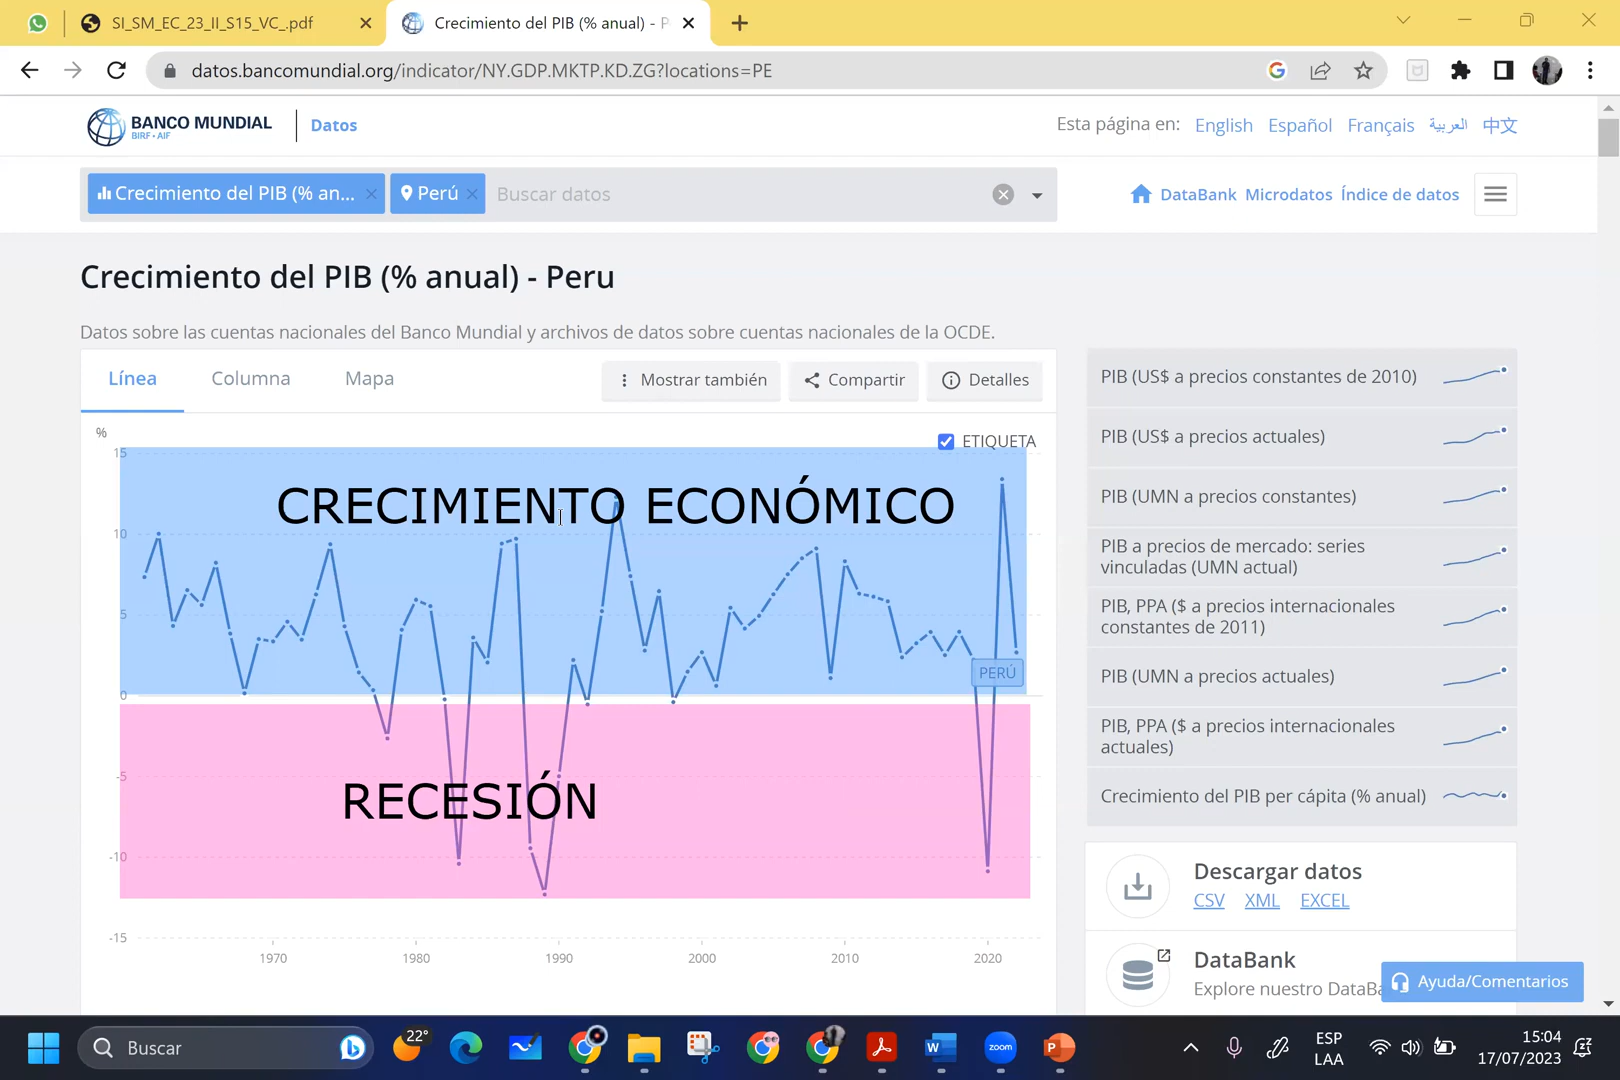 SI_SM_EC_23_II_S15_VC_.pdf
Crecimiento del PIB (% anual) - P
datos.bancomundial.org/indicator/NY.GDP.MKTP.KD.ZG?locations=PE
BANCO MUNDIAL
BIRF • AIF
Datos
Esta página en: English Español Français العربية 中文
Crecimiento del PIB (% an... Perú Buscar datos
DataBank Microdatos Índice de datos
Crecimiento del PIB (% anual) - Peru
Datos sobre las cuentas nacionales del Banco Mundial y archivos de datos sobre cuentas nacionales de la OCDE.
Línea Columna Mapa
Mostrar también Compartir Detalles
%
ETIQUETA
15
CRECIMIENTO ECONÓMICO
10
5
PERÚ
0
-5
RECESIÓN
-10
-15
1970 1980 1990 2000 2010 2020
PIB (US$ a precios constantes de 2010)
PIB (US$ a precios actuales)
PIB (UMN a precios constantes)
PIB a precios de mercado: series
vinculadas (UMN actual)
PIB, PPA ($ a precios internacionales
constantes de 2011)
PIB (UMN a precios actuales)
PIB, PPA ($ a precios internacionales
actuales)
Crecimiento del PIB per cápita (% anual)
Descargar datos
CSV XML EXCEL
DataBank
Explore nuestro DataBa
Ayuda/Comentarios
Buscar
22°
zoom
ESP
LAA
15:04
17/07/2023